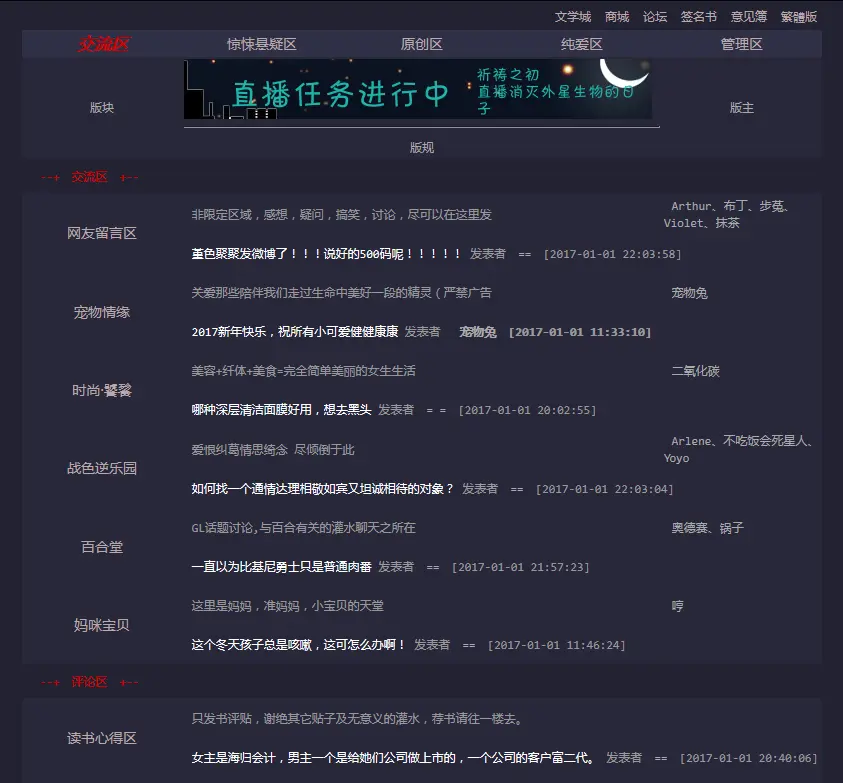 文学城 商城 论坛 签名书 意见簿 繁體版
交流区 惊悚悬疑区 原创区 纯爱区 管理区
直播任务进行中
祈祷之初
直播消灭外星生物的日
子
版块 版主
版规
--+ 交流区 +--
网友留言区
非限定区域，感想，疑问，搞笑，讨论，尽可以在这里发
Arthur、布丁、步菟、
Violet、抹茶
堇色聚聚发微博了！！！说好的500码呢！！！！！ 发表者 == [2017-01-01 22:03:58]
宠物情缘
关爱那些陪伴我们走过生命中美好一段的精灵（严禁广告
宠物兔
2017新年快乐，祝所有小可爱健健康康 发表者 宠物兔 [2017-01-01 11:33:10]
时尚·饕餮
美容+纤体+美食=完全简单美丽的女生生活
二氧化碳
哪种深层清洁面膜好用，想去黑头 发表者 = = [2017-01-01 20:02:55]
战色逆乐园
爱恨纠葛情思绮念 尽倾倒于此
Arlene、不吃饭会死星人、
Yoyo
如何找一个通情达理相敬如宾又坦诚相待的对象？ 发表者 == [2017-01-01 22:03:04]
百合堂
GL话题讨论,与百合有关的灌水聊天之所在
奥德赛、锅子
一直以为比基尼勇士只是普通肉番 发表者 == [2017-01-01 21:57:23]
妈咪宝贝
这里是妈妈，准妈妈，小宝贝的天堂
哼
这个冬天孩子总是咳嗽，这可怎么办啊！ 发表者 == [2017-01-01 11:46:24]
--+ 评论区 +--
读书心得区
只发书评贴，谢绝其它贴子及无意义的灌水，荐书请往一楼去。
女主是海归会计，男主一个是给她们公司做上市的，一个公司的客户富二代。 发表者 == [2017-01-01 20:40:06]